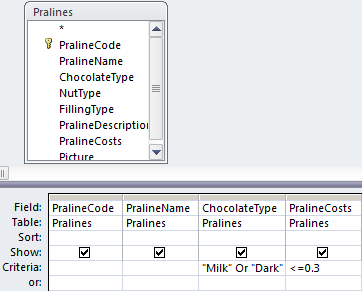 Pralines
*
PralineCode
PralineName
ChocolateType
NutType
FillingType
PralineDescription
PralineCosts
Picture
Field: PralineCode PralineName ChocolateType PralineCosts
Table: Pralines Pralines Pralines Pralines
Sort:
Show:
Criteria: "Milk" Or "Dark" <=0.3
or: